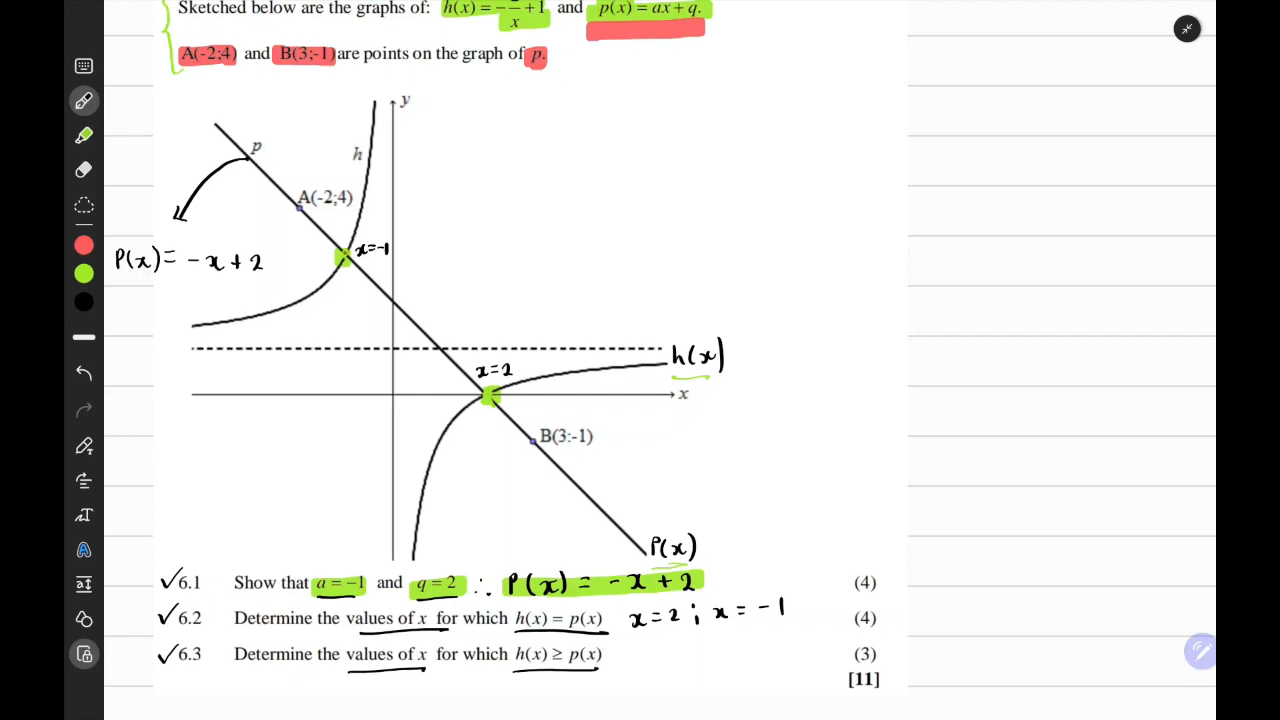 Sketched below are the graphs of: h(x) = -—/x + 1 and p(x) = ax + q.
A(-2;4) and B(3;-1) are points on the graph of p.
y
p
h
A(-2;4)
x=-1
P(x) = -x + 2
h(x)
x=2
x
B(3:-1)
P(x)
✓6.1 Show that a = -1 and q = 2 ∴ P(x) = -x + 2 (4)
✓6.2 Determine the values of x for which h(x) = p(x) x = 2 ; x = -1 (4)
✓6.3 Determine the values of x for which h(x) ≥ p(x) (3)
[11]